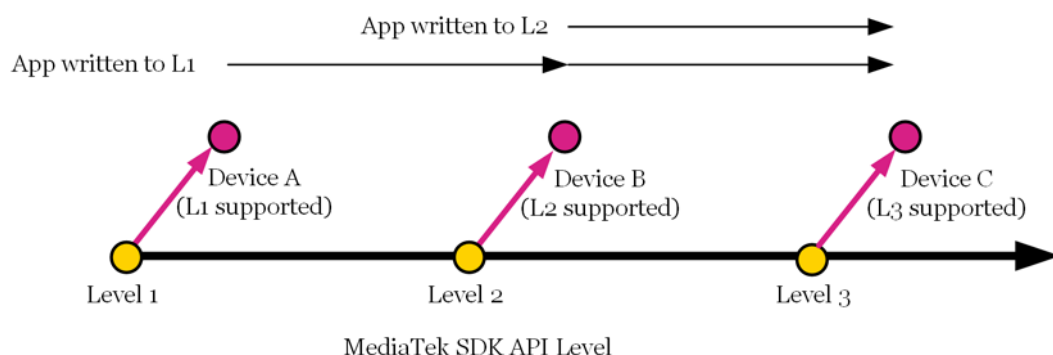 App written to L2
App written to L1
Device A
(L1 supported)
Device B
(L2 supported)
Device C
(L3 supported)
Level 1
Level 2
Level 3
MediaTek SDK API Level